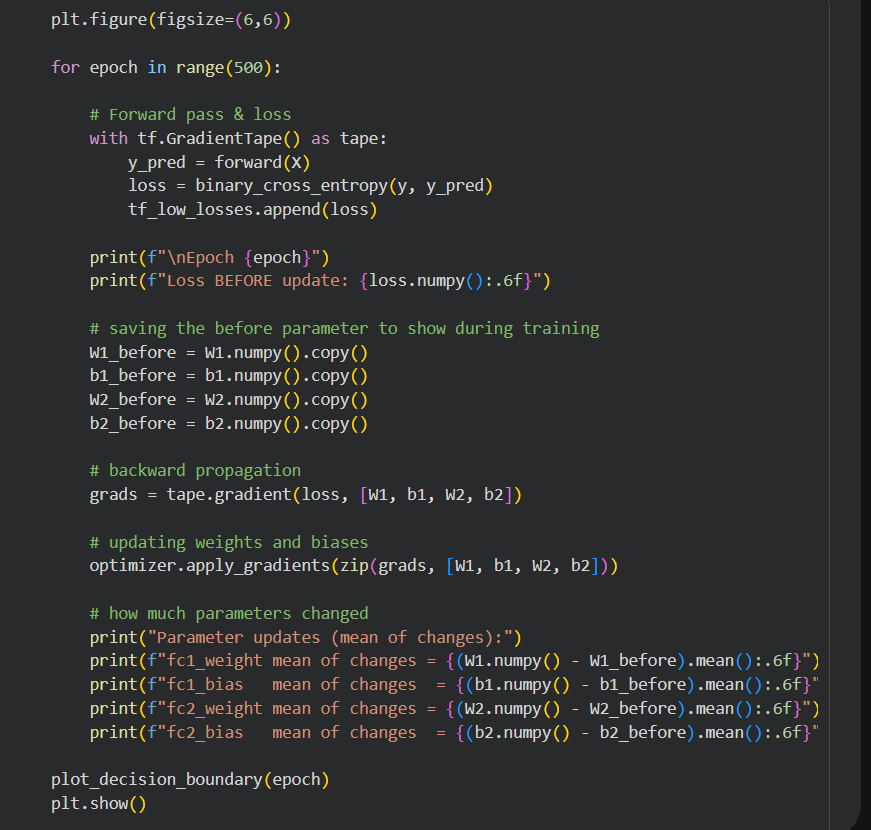 plt.figure(figsize=(6,6))
for epoch in range(500):
# Forward pass & loss
with tf.GradientTape() as tape:
y_pred = forward(X)
loss = binary_cross_entropy(y, y_pred)
tf_low_losses.append(loss)
print(f"\nEpoch {epoch}")
print(f"Loss BEFORE update: {loss.numpy():.6f}")
# saving the before parameter to show during training
W1_before = W1.numpy().copy()
b1_before = b1.numpy().copy()
W2_before = W2.numpy().copy()
b2_before = b2.numpy().copy()
# backward propagation
grads = tape.gradient(loss, [W1, b1, W2, b2])
# updating weights and biases
optimizer.apply_gradients(zip(grads, [W1, b1, W2, b2]))
# how much parameters changed
print("Parameter updates (mean of changes):")
print(f"fc1_weight mean of changes = {(W1.numpy() - W1_before).mean():.6f}")
print(f"fc1_bias   mean of changes  = {(b1.numpy() - b1_before).mean():.6f}"
print(f"fc2_weight mean of changes = {(W2.numpy() - W2_before).mean():.6f}")
print(f"fc2_bias   mean of changes  = {(b2.numpy() - b2_before).mean():.6f}"
plot_decision_boundary(epoch)
plt.show()